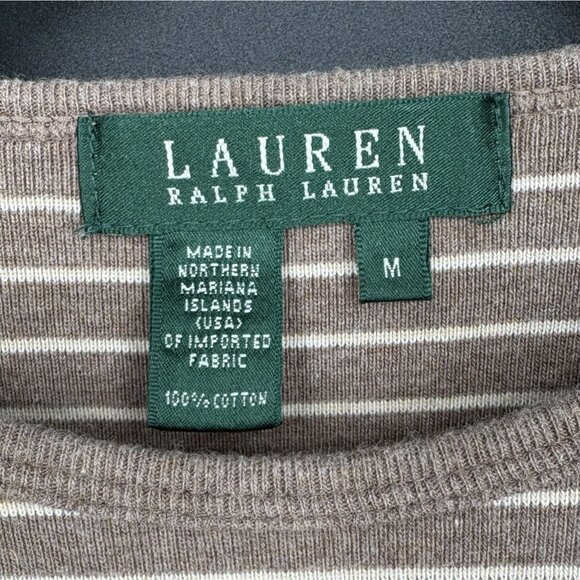 LAUREN
RALPH LAUREN
MADE IN
NORTHERN
MARIANA
ISLANDS
(USA)
OF IMPORTED
FABRIC
100% COTTON
M